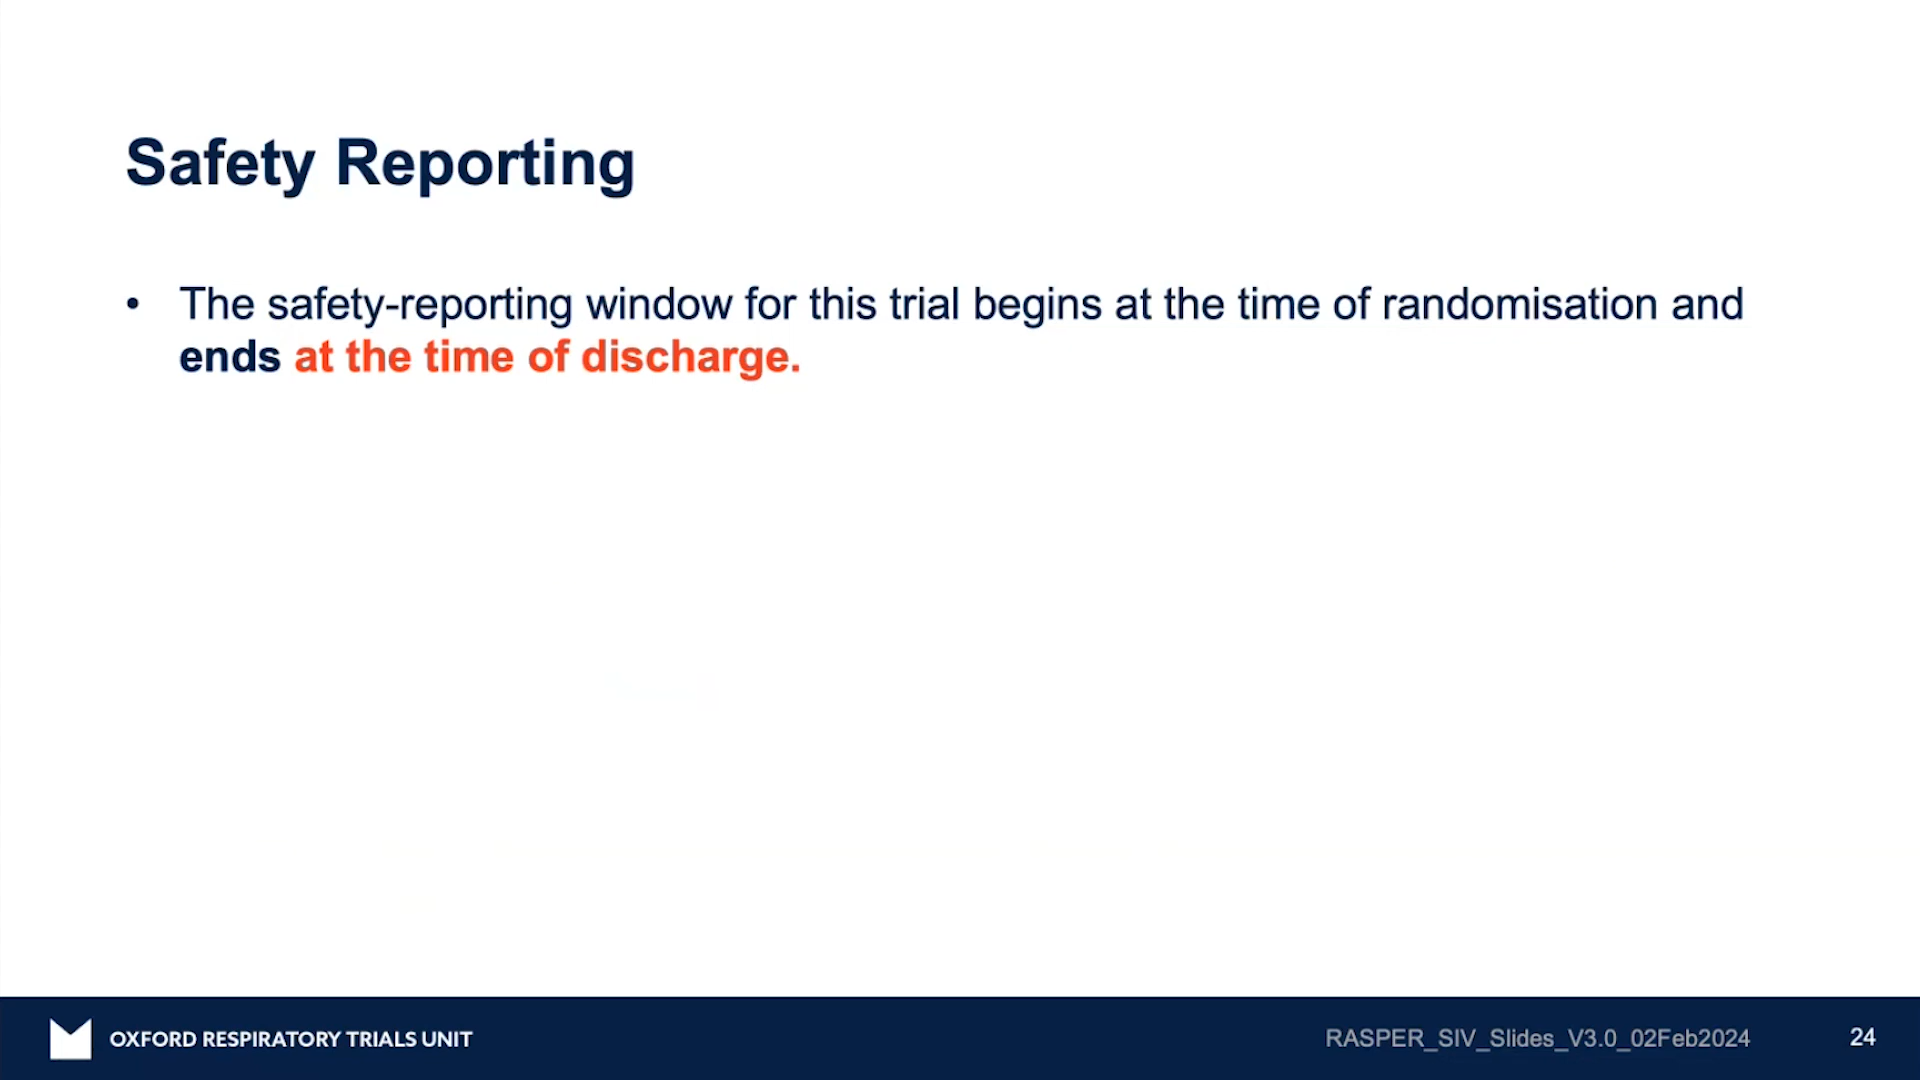 Safety Reporting
• The safety-reporting window for this trial begins at the time of randomisation and
ends at the time of discharge.
OXFORD RESPIRATORY TRIALS UNIT
RASPER_SIV_Slides_V3.0_02Feb2024
24